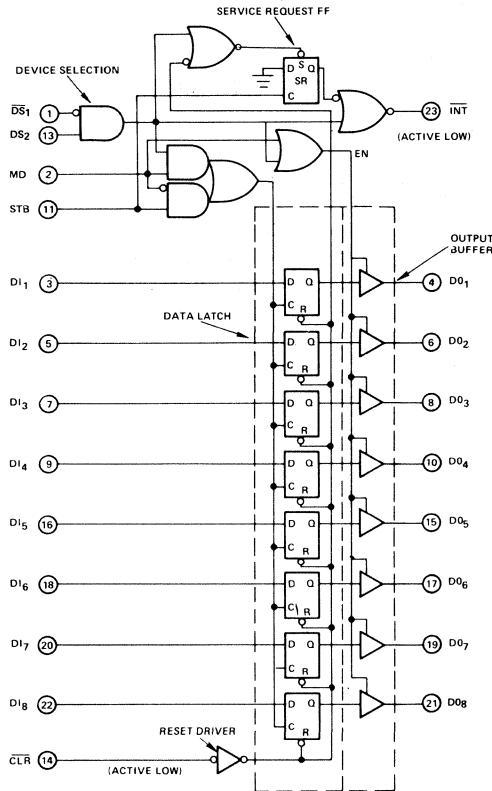 SERVICE REQUEST FF
DEVICE SELECTION
D S Q
SR
C
DS1 1
DS2 13
23 INT
(ACTIVE LOW)
MD 2
EN
STB 11
OUTPUT
BUFFER
DI1 3 D Q C R 4 DO1
DATA LATCH
DI2 5 D Q C R 6 DO2
DI3 7 D Q C R 8 DO3
DI4 9 D Q C R 10 DO4
DI5 16 D Q C R 15 DO5
DI6 18 D Q C R 17 DO6
DI7 20 D Q C R 19 DO7
DI8 22 D Q C R 21 DO8
RESET DRIVER
CLR 14
(ACTIVE LOW)